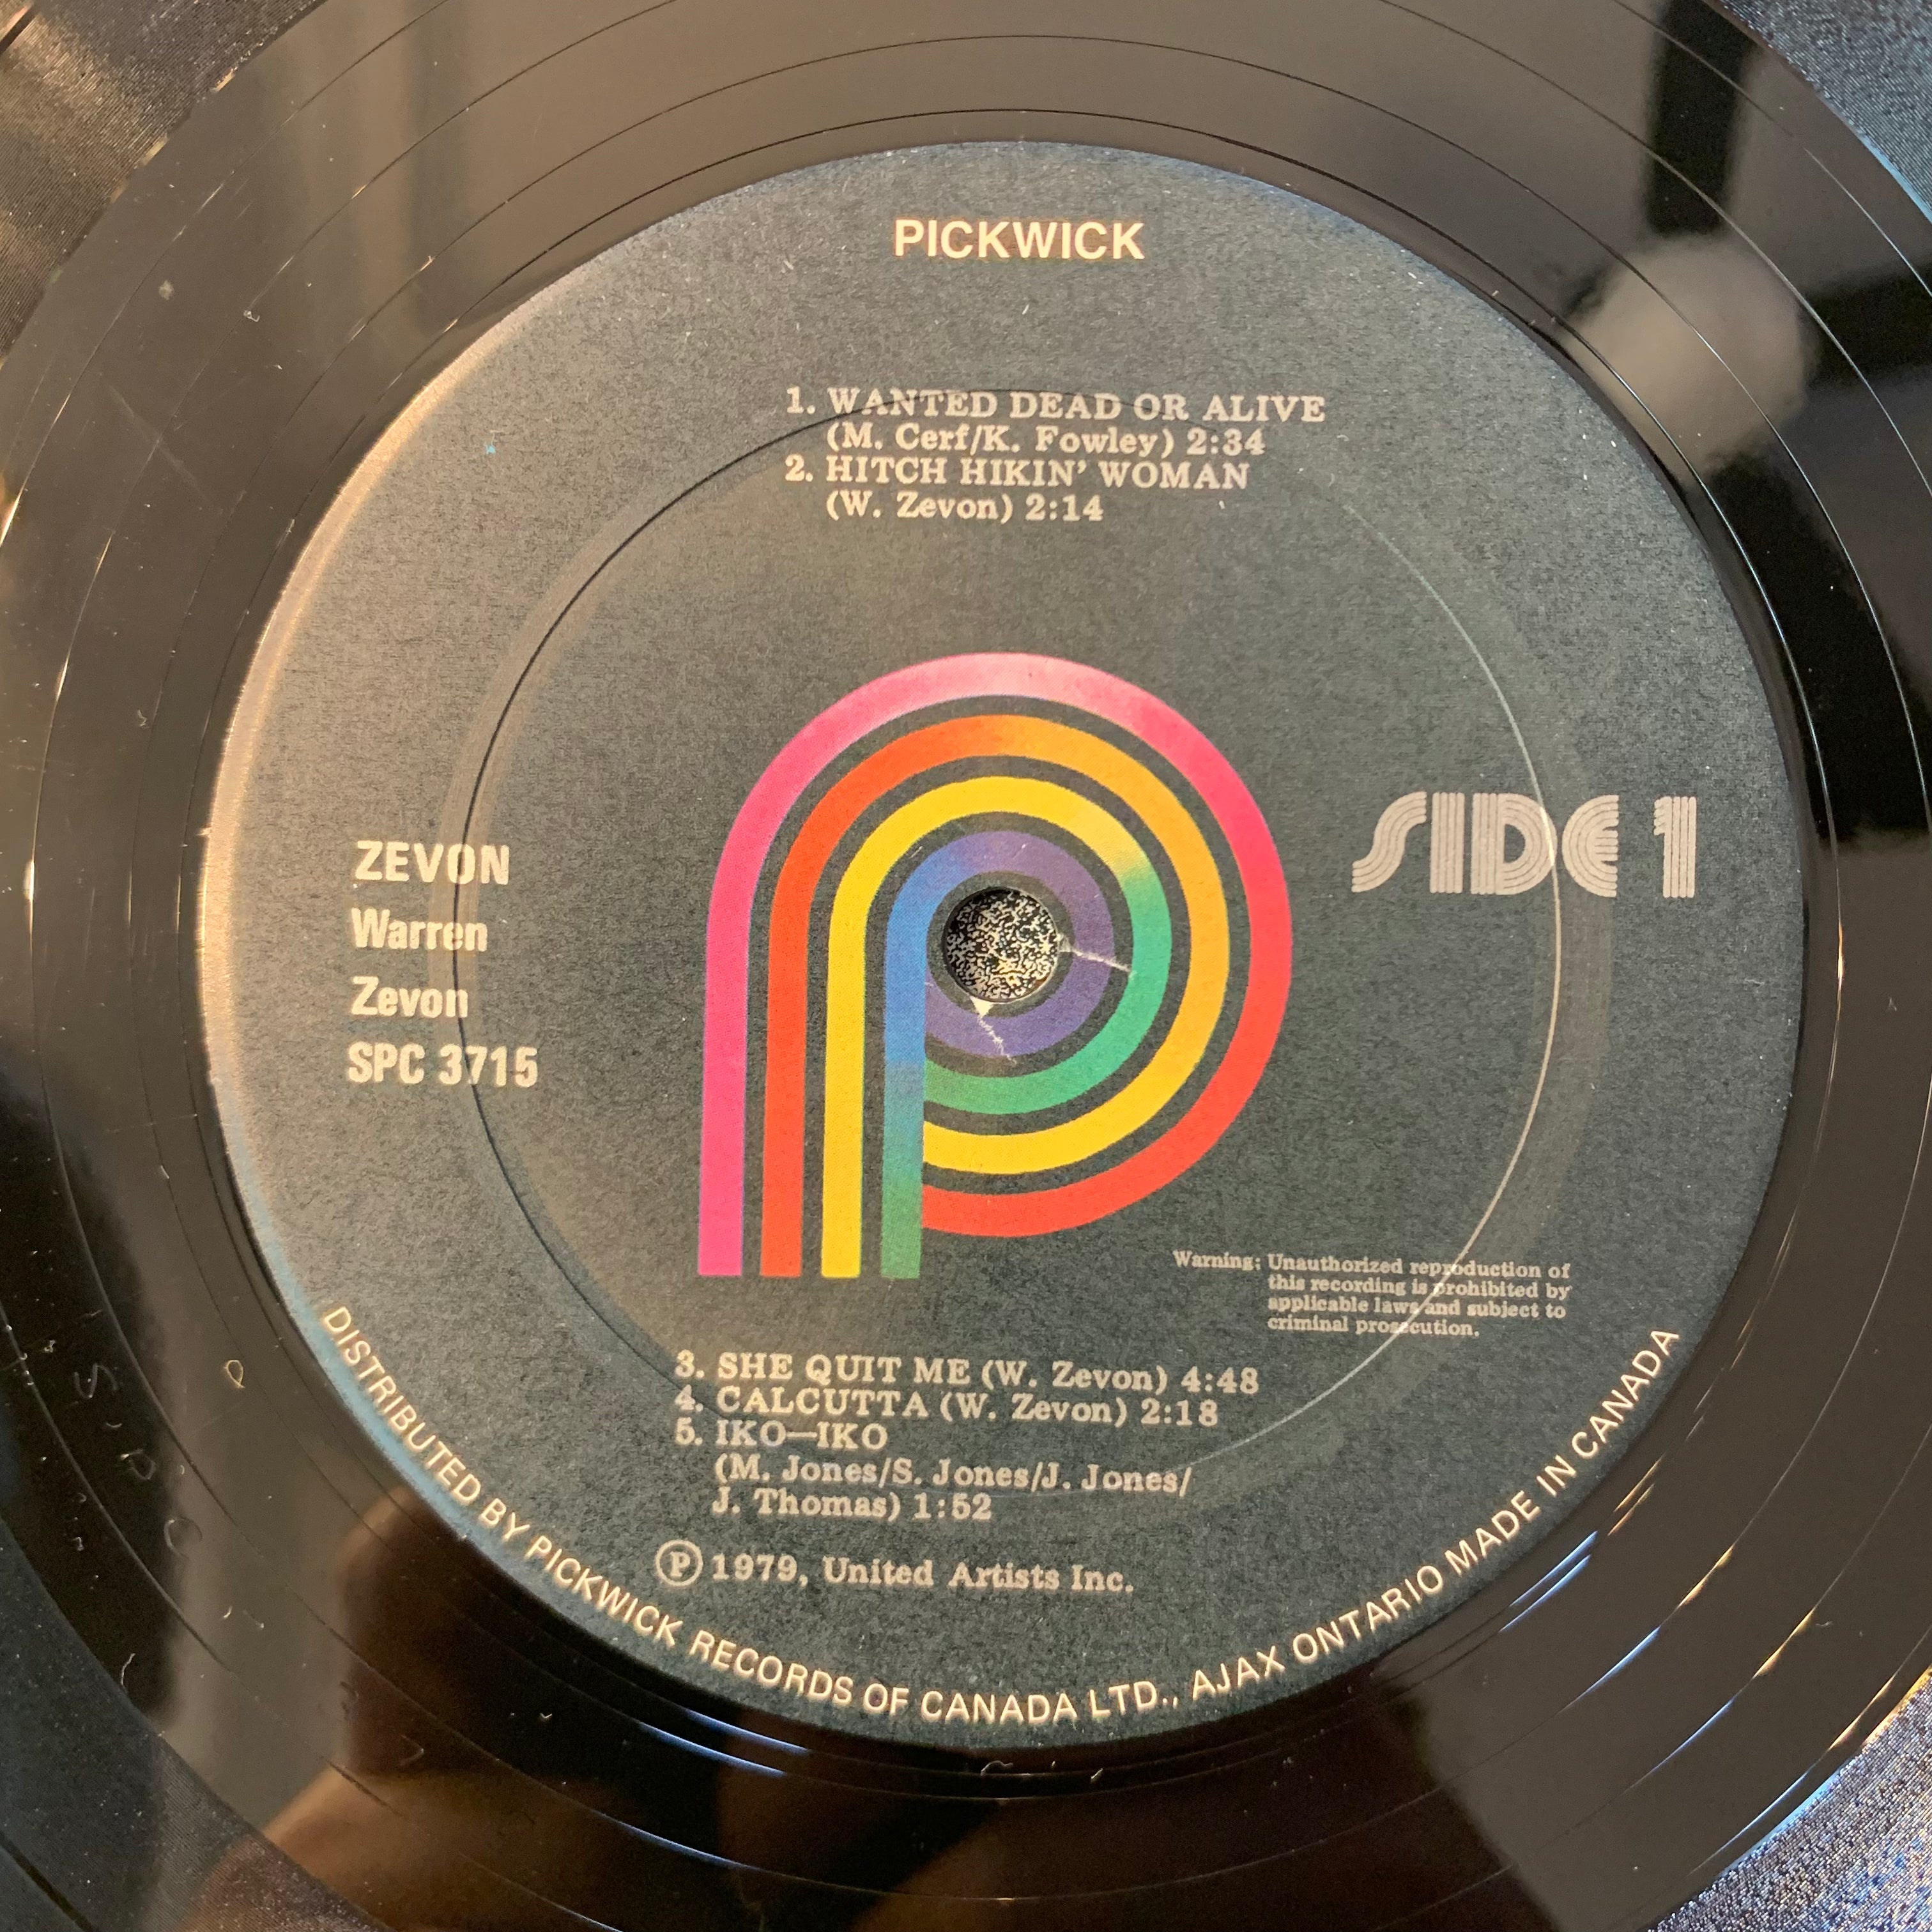 PICKWICK
1. WANTED DEAD OR ALIVE
(M. Cerf/K. Fowley) 2:34
2. HITCH HIKIN' WOMAN
(W. Zevon) 2:14
ZEVON
Warren
Zevon
SPC 3715
SIDE 1
Warning: Unauthorized reproduction of
this recording is prohibited by
applicable laws and subject to
criminal prosecution.
3. SHE QUIT ME (W. Zevon) 4:48
4. CALCUTTA (W. Zevon) 2:18
5. IKO—IKO
(M. Jones/S. Jones/J. Jones/
J. Thomas) 1:52
Ⓟ 1979, United Artists Inc.
DISTRIBUTED BY PICKWICK RECORDS OF CANADA LTD., AJAX ONTARIO MADE IN CANADA